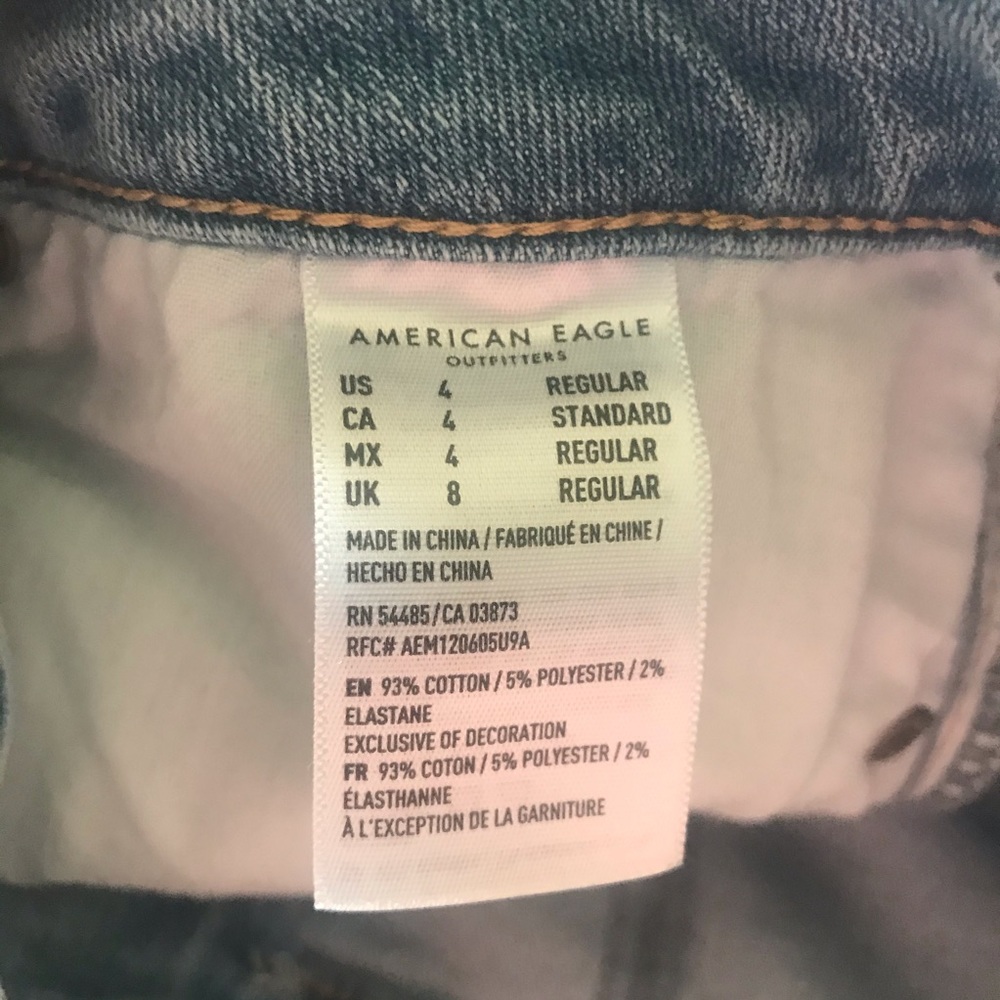 AMERICAN EAGLE
OUTFITTERS
US 4 REGULAR
CA 4 STANDARD
MX 4 REGULAR
UK 8 REGULAR
MADE IN CHINA / FABRIQUÉ EN CHINE /
HECHO EN CHINA
RN 54485/CA 03873
RFC# AEM120605U9A
EN 93% COTTON / 5% POLYESTER / 2%
ELASTANE
EXCLUSIVE OF DECORATION
FR 93% COTON / 5% POLYESTER / 2%
ÉLASTHANNE
À L'EXCEPTION DE LA GARNITURE